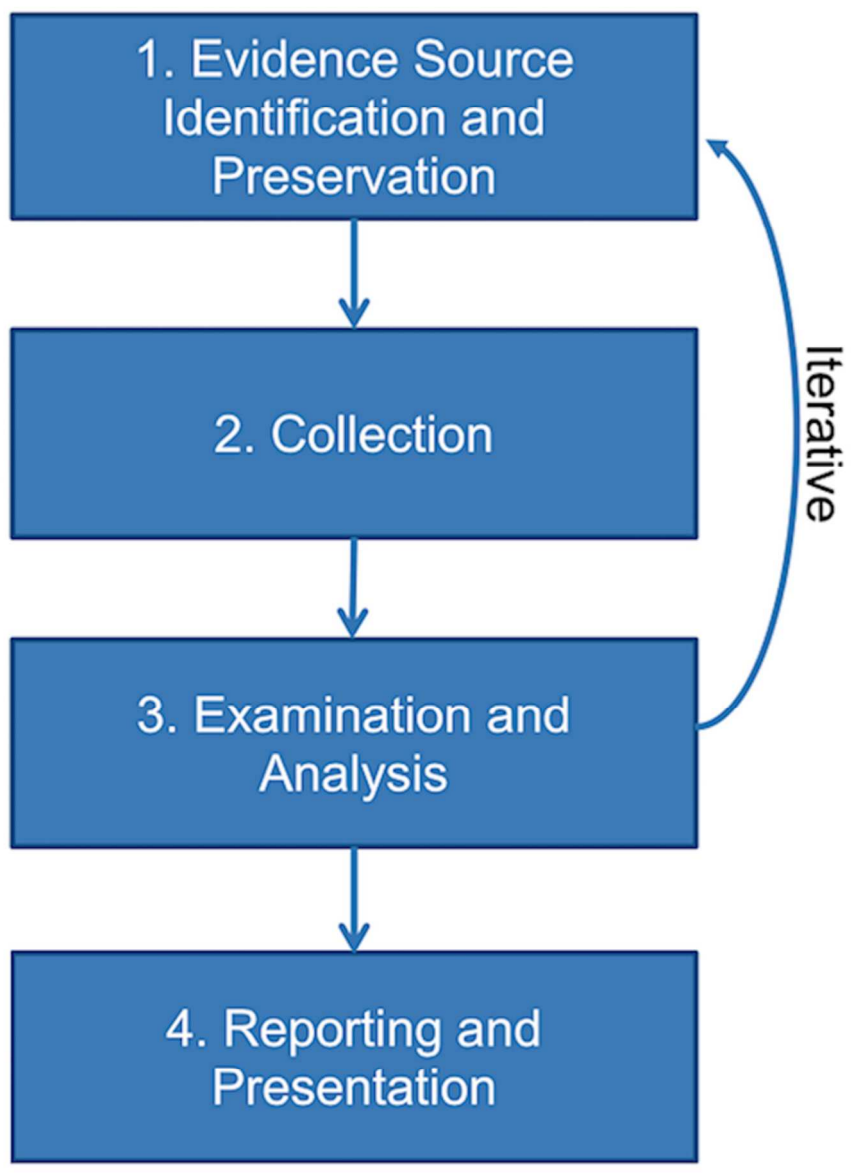 1. Evidence Source
Identification and
Preservation
2. Collection
Iterative
3. Examination and
Analysis
4. Reporting and
Presentation